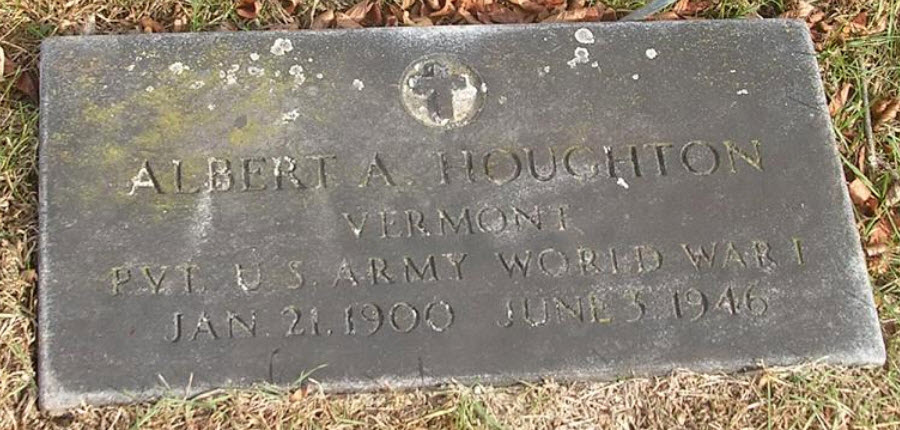 ALBERT A. HOUGHTON
VERMONT
PVT. U.S. ARMY WORLD WAR I
JAN. 21, 1900 JUNE 5 1946